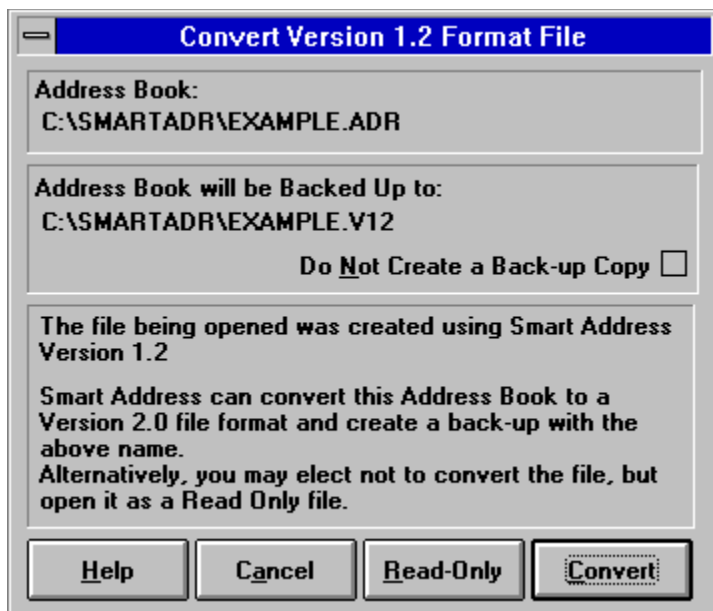 Convert Version 1.2 Format File
Address Book:
C:\SMARTADR\EXAMPLE.ADR
Address Book will be Backed Up to:
C:\SMARTADR\EXAMPLE.V12
Do Not Create a Back-up Copy
The file being opened was created using Smart Address
Version 1.2
Smart Address can convert this Address Book to a
Version 2.0 file format and create a back-up with the
above name.
Alternatively, you may elect not to convert the file, but
open it as a Read Only file.
Help Cancel Read-Only Convert